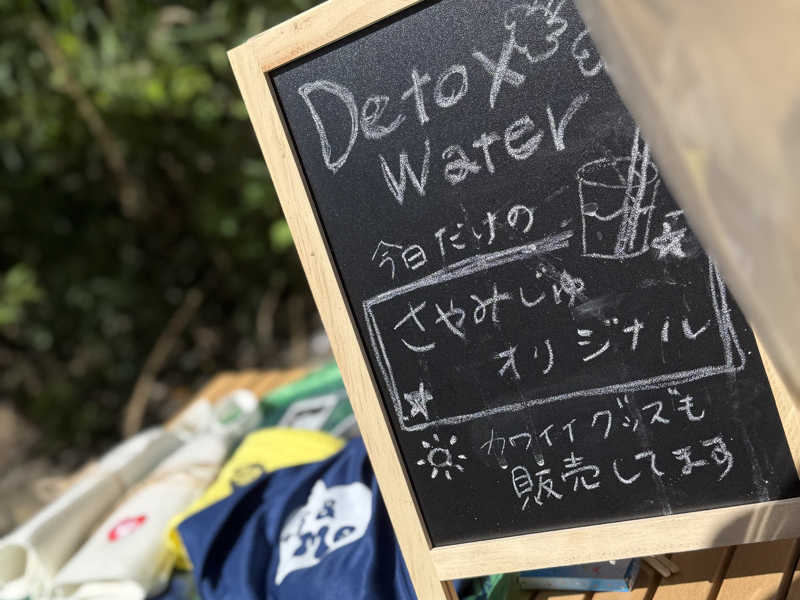 Detox
Water
今日だけの
さやみじゅ
オリジナル
カワイイグッズも
販売してます